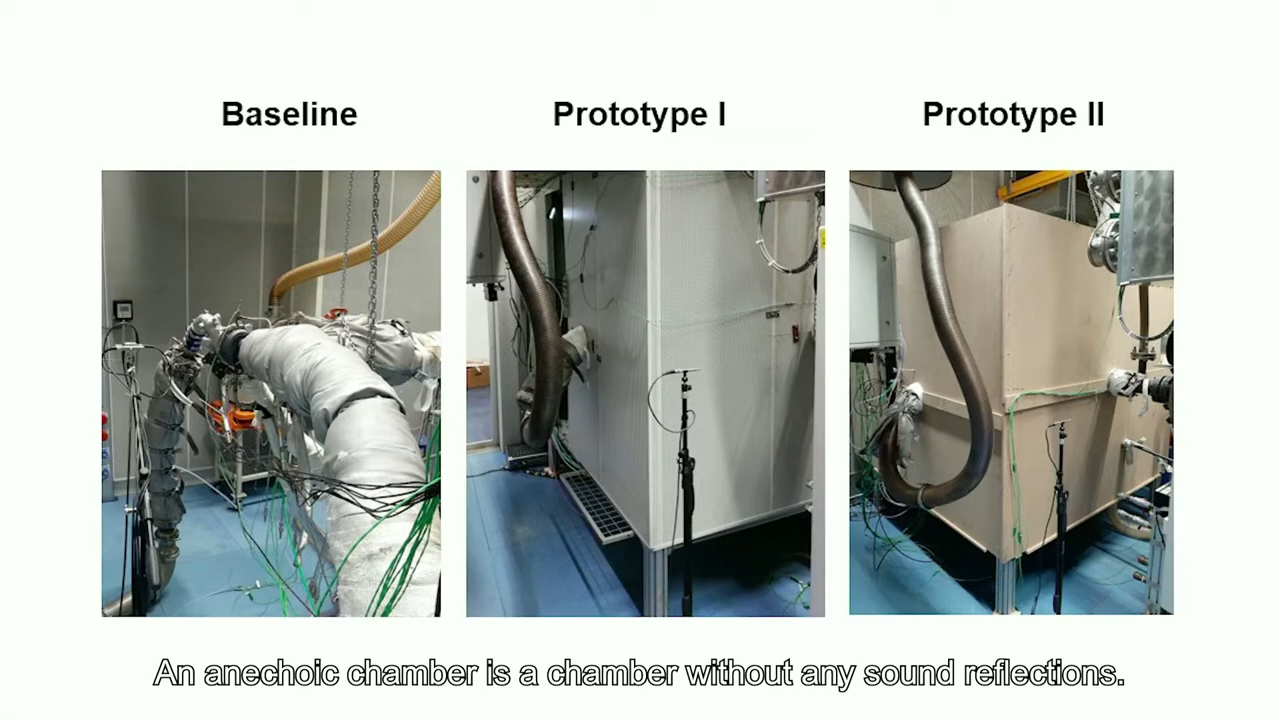 Baseline
Prototype I
Prototype II
An anechoic chamber is a chamber without any sound reflections.